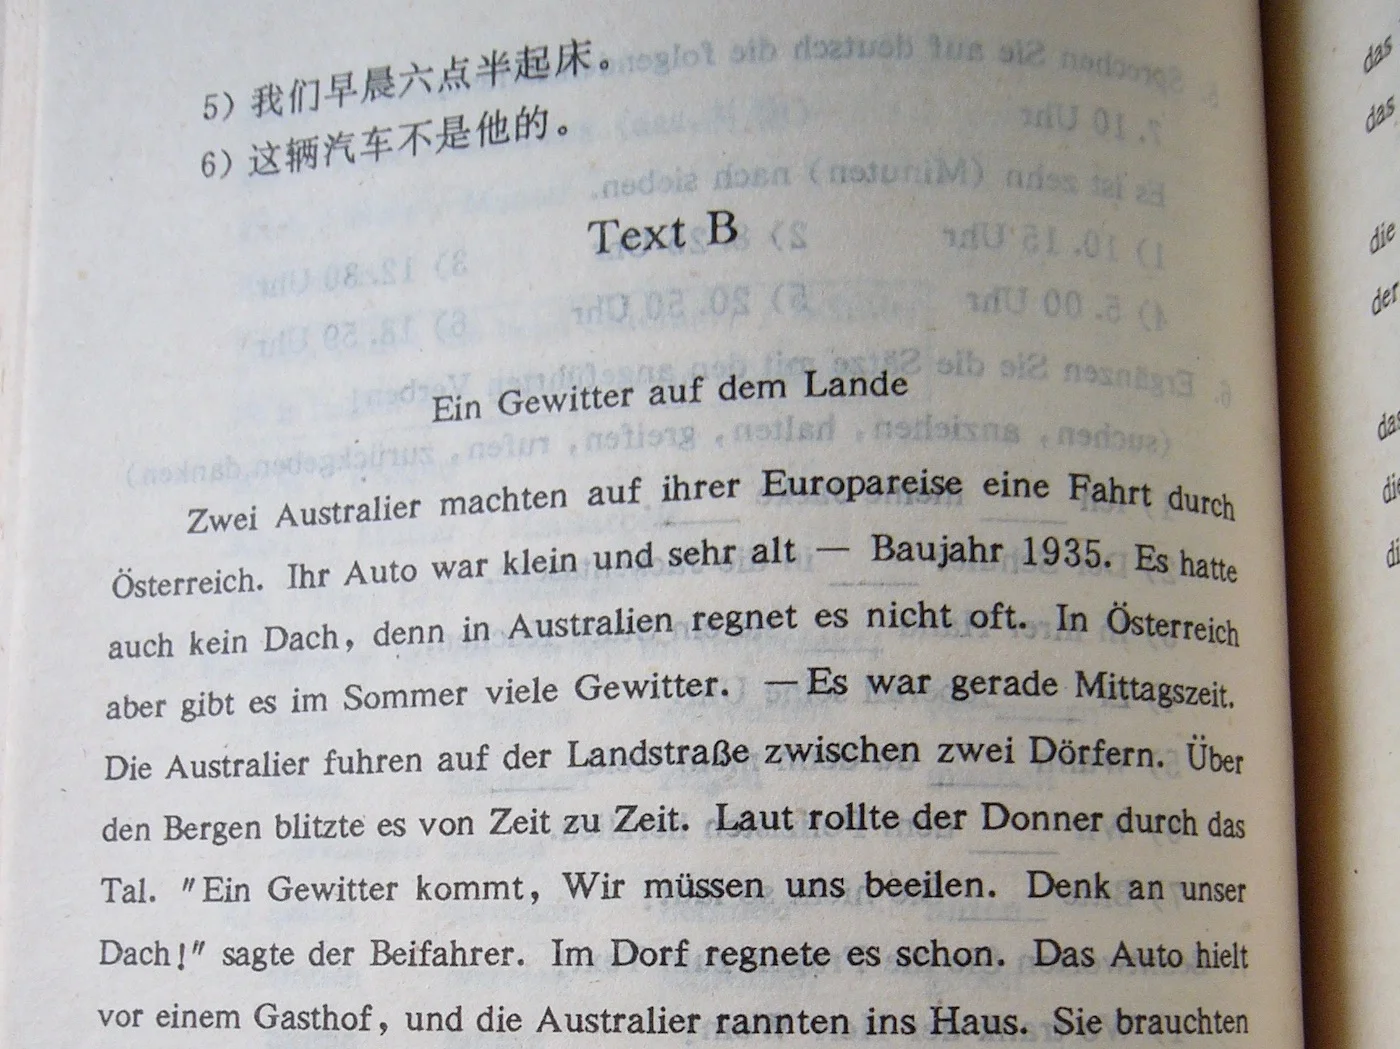 5) 我们早晨六点半起床。
6) 这辆汽车不是他的。
Text B
Ein Gewitter auf dem Lande
Zwei Australier machten auf ihrer Europareise eine Fahrt durch
Österreich. Ihr Auto war klein und sehr alt — Baujahr 1935. Es hatte
auch kein Dach, denn in Australien regnet es nicht oft. In Österreich
aber gibt es im Sommer viele Gewitter. — Es war gerade Mittagszeit.
Die Australier fuhren auf der Landstraße zwischen zwei Dörfern. Über
den Bergen blitzte es von Zeit zu Zeit. Laut rollte der Donner durch das
Tal. "Ein Gewitter kommt, Wir müssen uns beeilen. Denk an unser
Dach!" sagte der Beifahrer. Im Dorf regnete es schon. Das Auto hielt
vor einem Gasthof, und die Australier rannten ins Haus. Sie brauchten
das
das
die
der